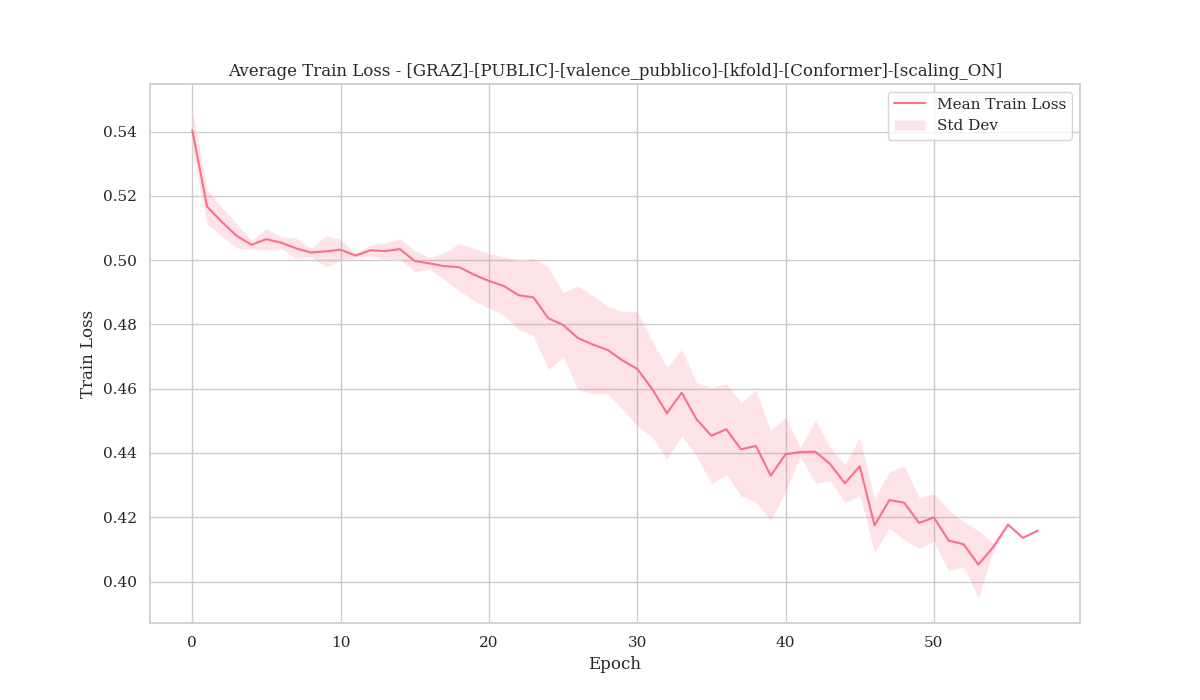 Average Train Loss - [GRAZ]-[PUBLIC]-[valence_pubblico]-[kfold]-[Conformer]-[scaling_ON]
Mean Train Loss
Std Dev
0.54
0.52
0.50
0.48
0.46
0.44
0.42
0.40
Train Loss
0 10 20 30 40 50
Epoch